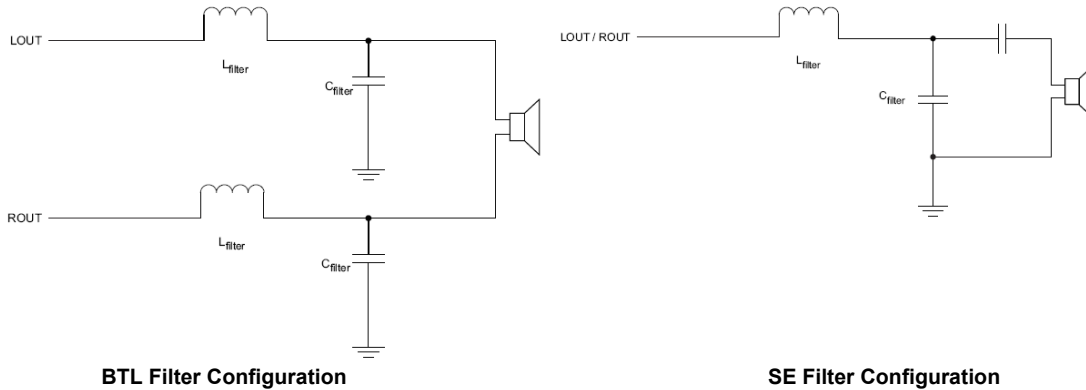 LOUT
Lfilter
Cfilter
ROUT
Lfilter
Cfilter
BTL Filter Configuration
LOUT / ROUT
Lfilter
Cfilter
SE Filter Configuration